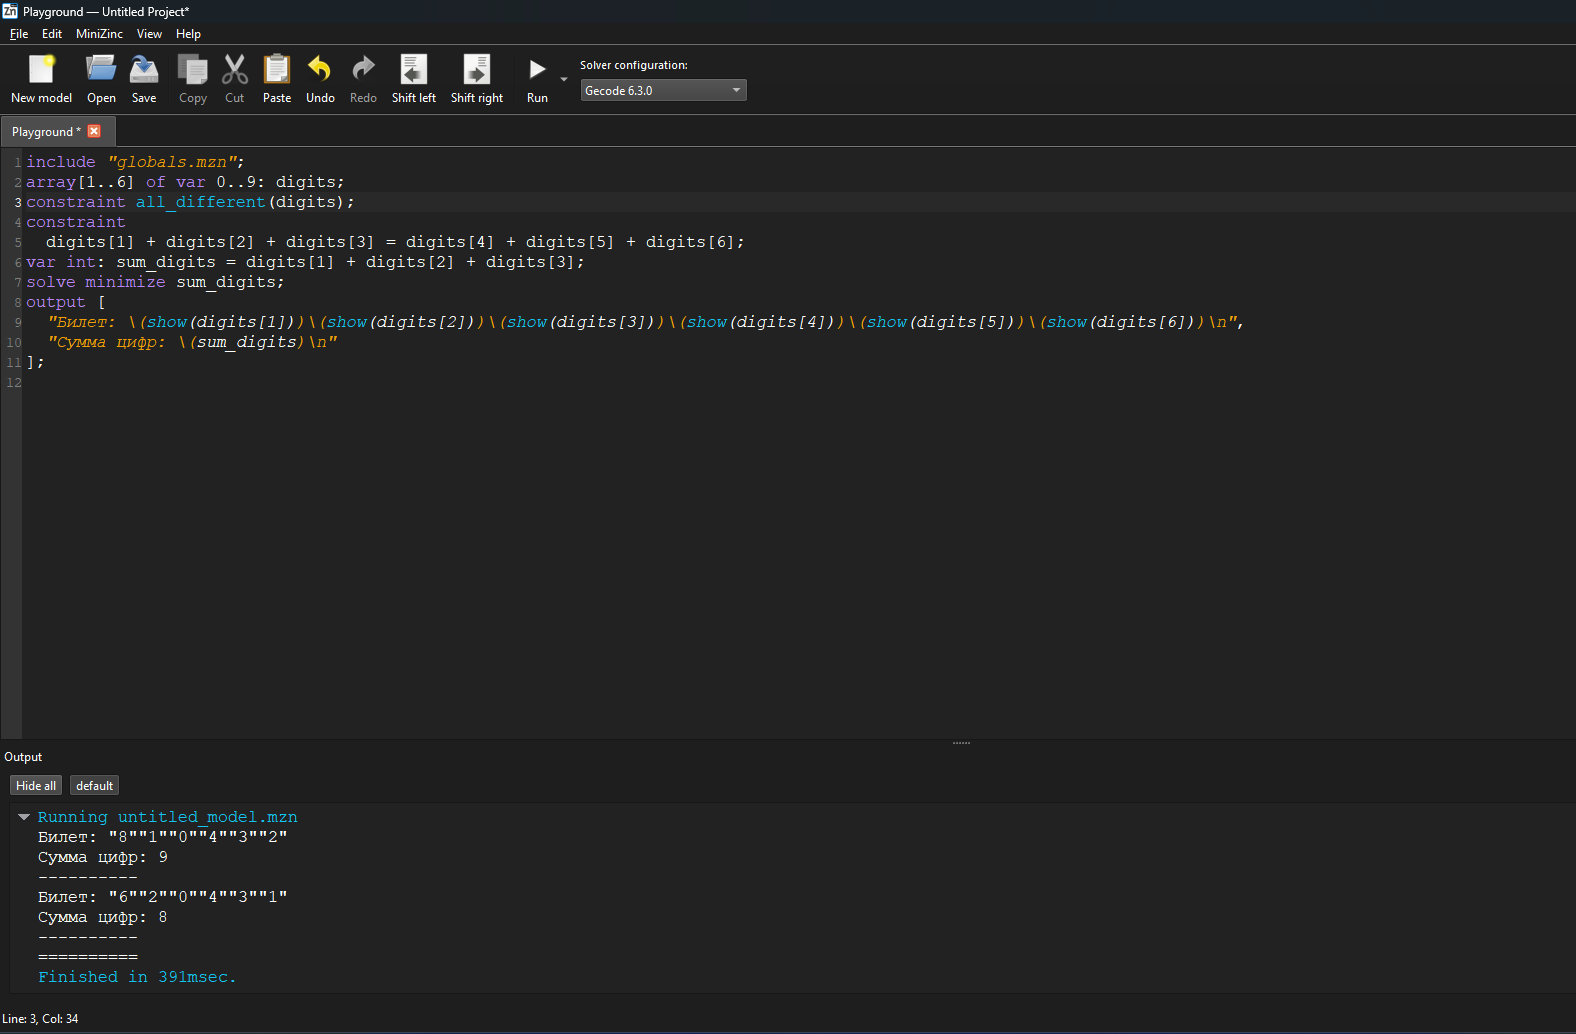 Playground — Untitled Project*
File Edit MiniZinc View Help
Solver configuration:
Gecode 6.3.0
New model Open Save Copy Cut Paste Undo Redo Shift left Shift right Run
Playground *
1 include "globals.mzn";
2 array[1..6] of var 0..9: digits;
3 constraint all_different(digits);
4 constraint
5   digits[1] + digits[2] + digits[3] = digits[4] + digits[5] + digits[6];
6 var int: sum_digits = digits[1] + digits[2] + digits[3];
7 solve minimize sum_digits;
8 output [
9   "Билет: \(show(digits[1]))\(show(digits[2]))\(show(digits[3]))\(show(digits[4]))\(show(digits[5]))\(show(digits[6]))\n",
10   "Сумма цифр: \(sum_digits)\n"
11 ];
12
Output
Hide all default
Running untitled_model.mzn
Билет: "8""1""0""4""3""2"
Сумма цифр: 9
----------
Билет: "6""2""0""4""3""1"
Сумма цифр: 8
----------
==========
Finished in 391msec.
Line: 3, Col: 34